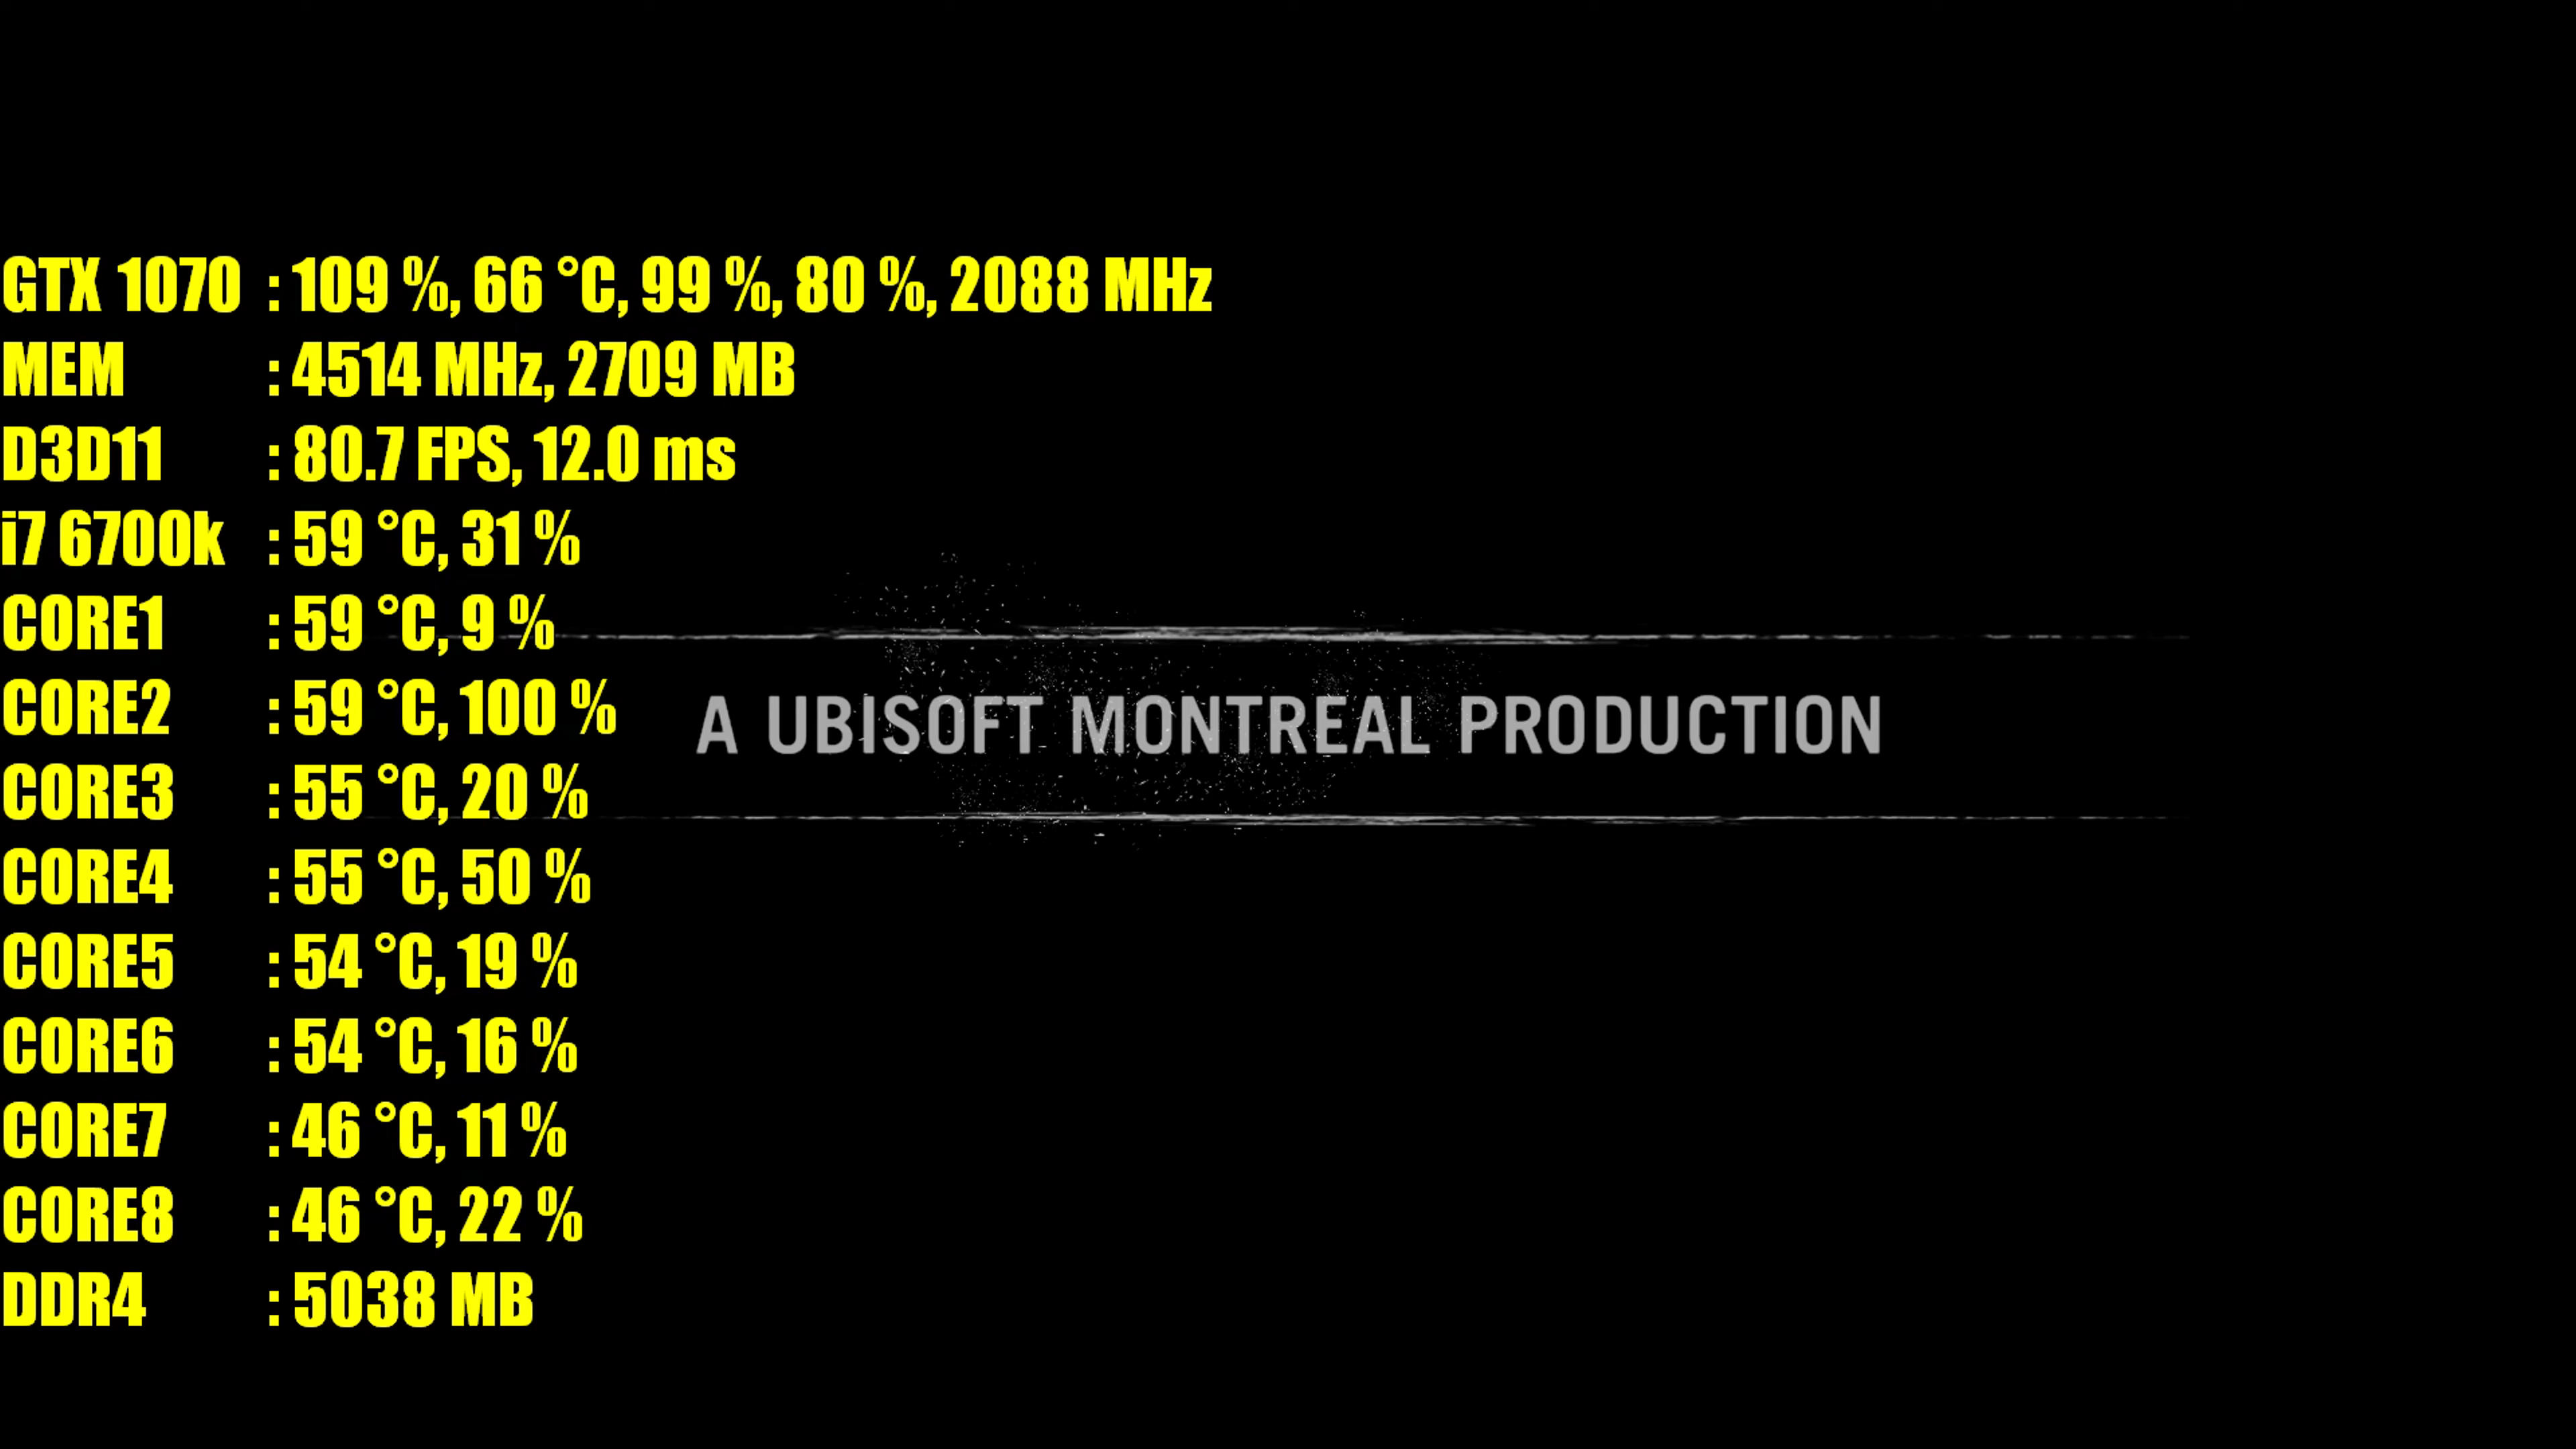 GTX 1070 : 109 %, 66 °C, 99 %, 80 %, 2088 MHz
MEM : 4514 MHz, 2709 MB
D3D11 : 80.7 FPS, 12.0 ms
i7 6700k : 59 °C, 31 %
CORE1 : 59 °C, 9 %
CORE2 : 59 °C, 100 %
A UBISOFT MONTREAL PRODUCTION
CORE3 : 55 °C, 20 %
CORE4 : 55 °C, 50 %
CORE5 : 54 °C, 19 %
CORE6 : 54 °C, 16 %
CORE7 : 46 °C, 11 %
CORE8 : 46 °C, 22 %
DDR4 : 5038 MB